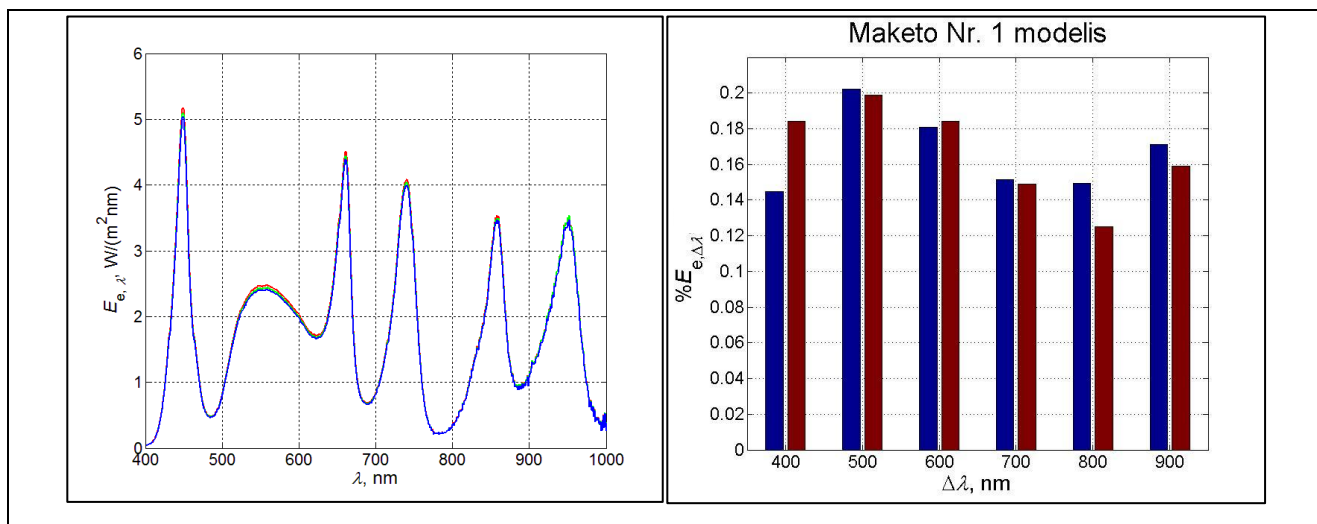 6
5
4
3
2
1
0
400 500 600 700 800 900 1000
E e, λ, W/(m²nm)
λ, nm
Maketo Nr. 1 modelis
0.2
0.18
0.16
0.14
0.12
0.1
0.08
0.06
0.04
0.02
0
400 500 600 700 800 900
%E e,Δλ
Δλ, nm